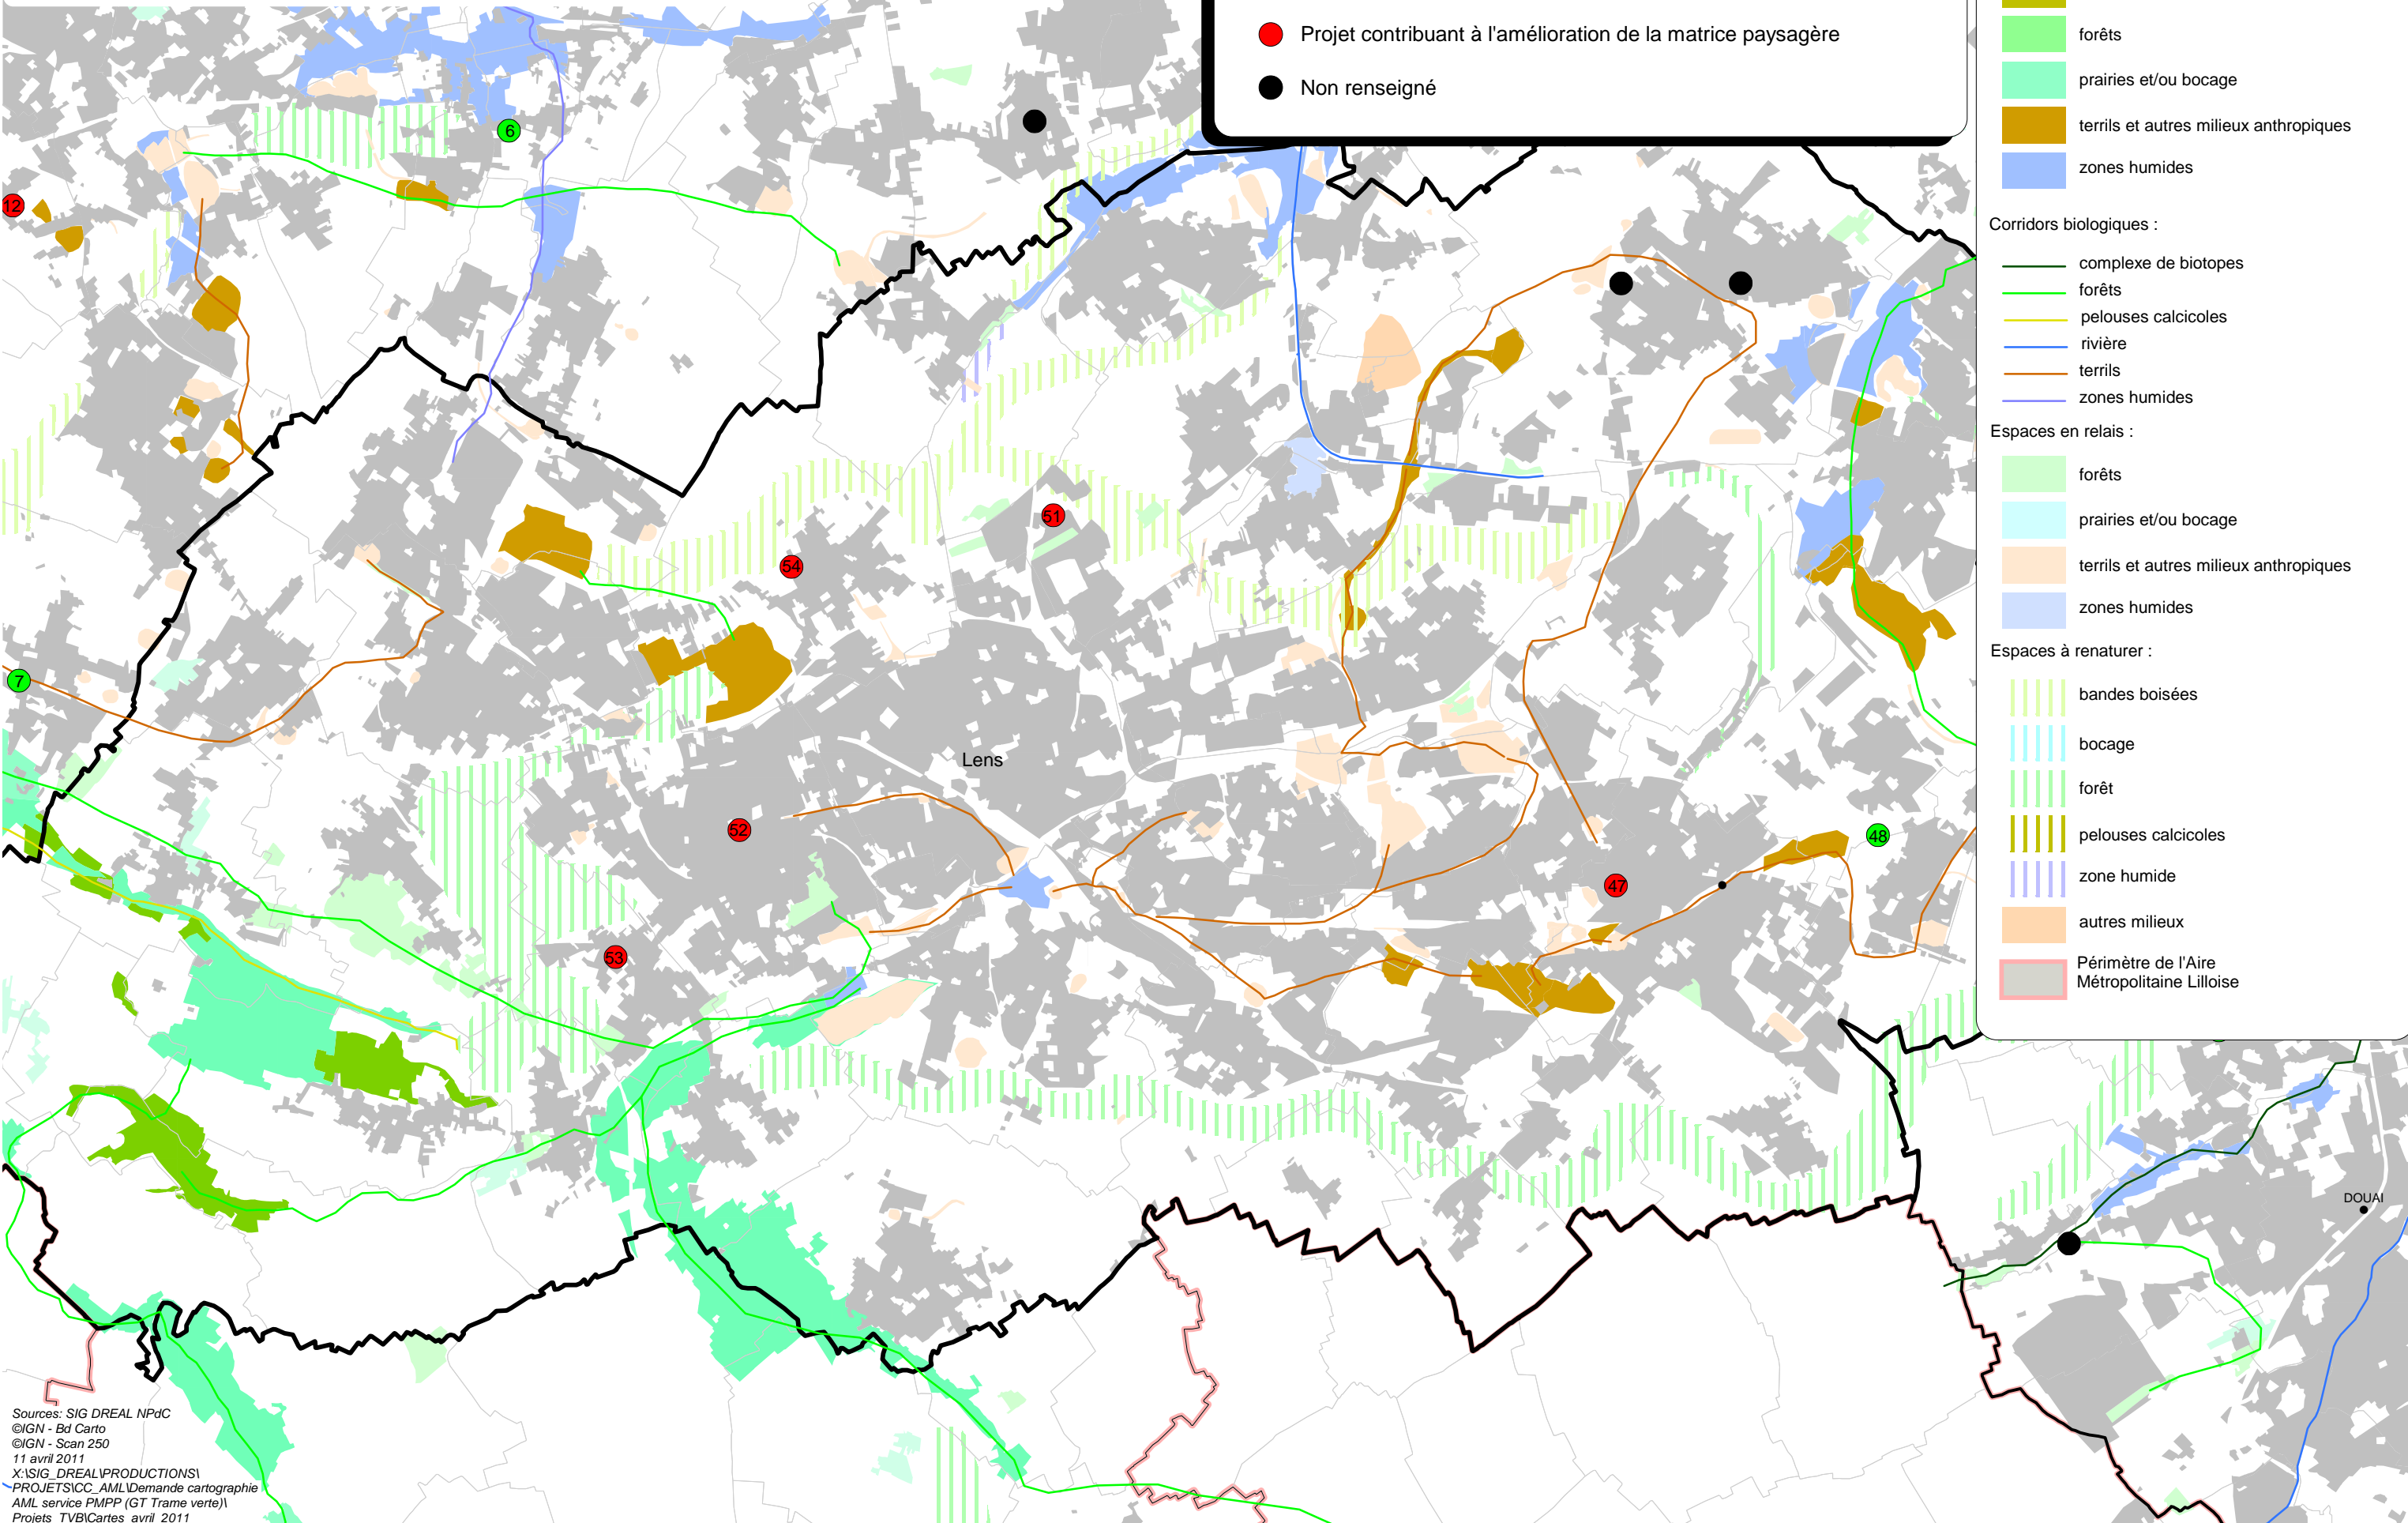 Projet contribuant à l'amélioration de la matrice paysagère
Non renseigné
forêts
prairies et/ou bocage
terrils et autres milieux anthropiques
zones humides
Corridors biologiques :
complexe de biotopes
forêts
pelouses calcicoles
rivière
terrils
zones humides
Espaces en relais :
forêts
prairies et/ou bocage
terrils et autres milieux anthropiques
zones humides
Espaces à renaturer :
bandes boisées
bocage
forêt
pelouses calcicoles
zone humide
autres milieux
Périmètre de l'Aire
Métropolitaine Lilloise
6
12
51
54
7
Lens
52
48
47
53
DOUAI
Sources: SIG DREAL NPdC
©IGN - Bd Carto
©IGN - Scan 250
11 avril 2011
X:\SIG_DREAL\PRODUCTIONS\
PROJETS\CC_AML\Demande cartographie
AML service PMPP (GT Trame verte)\
Projets_TVB\Cartes_avril_2011